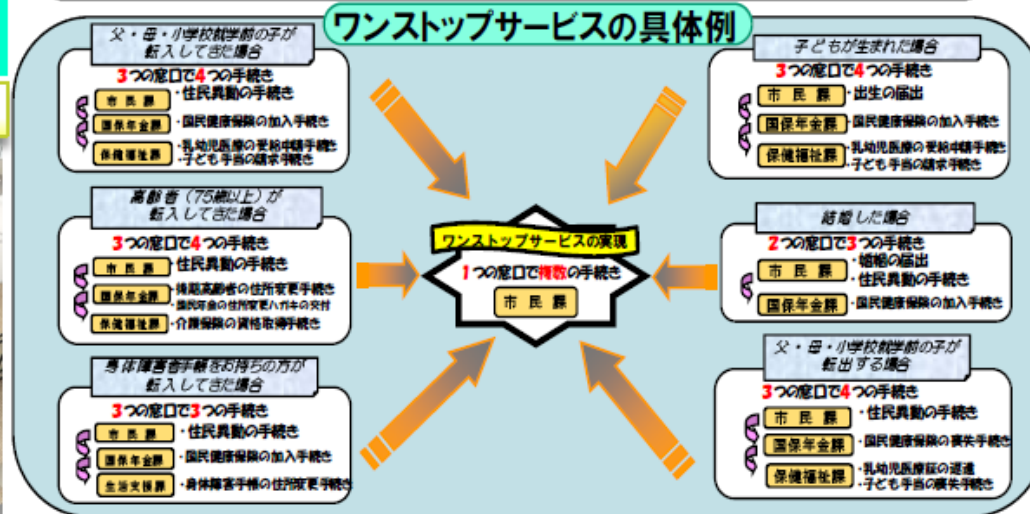 ワンストップサービスの具体例
父・母・小学校就学前の子が
転入してきた場合
3つの窓口で4つの手続き
市民課 ・住民異動の手続き
国保年金課 ・国民健康保険の加入手続き
保健福祉課 ・乳幼児医療の受給申請手続き
・子ども手当の請求手続き
高齢者(75歳以上)が
転入してきた場合
3つの窓口で4つの手続き
市民課 ・住民異動の手続き
国保年金課 ・後期高齢者の住所変更手続き
・国民年金の住所変更ハガキの交付
保健福祉課 ・介護保険の資格取得手続き
身体障害者手帳をお持ちの方が
転入してきた場合
3つの窓口で3つの手続き
市民課 ・住民異動の手続き
国保年金課 ・国民健康保険の加入手続き
生活支援課 ・身体障害手帳の住所変更手続き
ワンストップサービスの実現
1つの窓口で複数の手続き
市民課
子どもが生まれた場合
3つの窓口で4つの手続き
市民課 ・出生の届出
国保年金課 ・国民健康保険の加入手続き
保健福祉課 ・乳幼児医療の受給申請手続き
・子ども手当の請求手続き
結婚した場合
2つの窓口で3つの手続き
市民課 ・婚姻の届出
・住民異動の手続き
国保年金課 ・国民健康保険の加入手続き
父・母・小学校就学前の子が
転出する場合
3つの窓口で4つの手続き
市民課 ・住民異動の手続き
国保年金課 ・国民健康保険の喪失手続き
保健福祉課 ・乳幼児医療証の返還
・子ども手当の喪失手続き